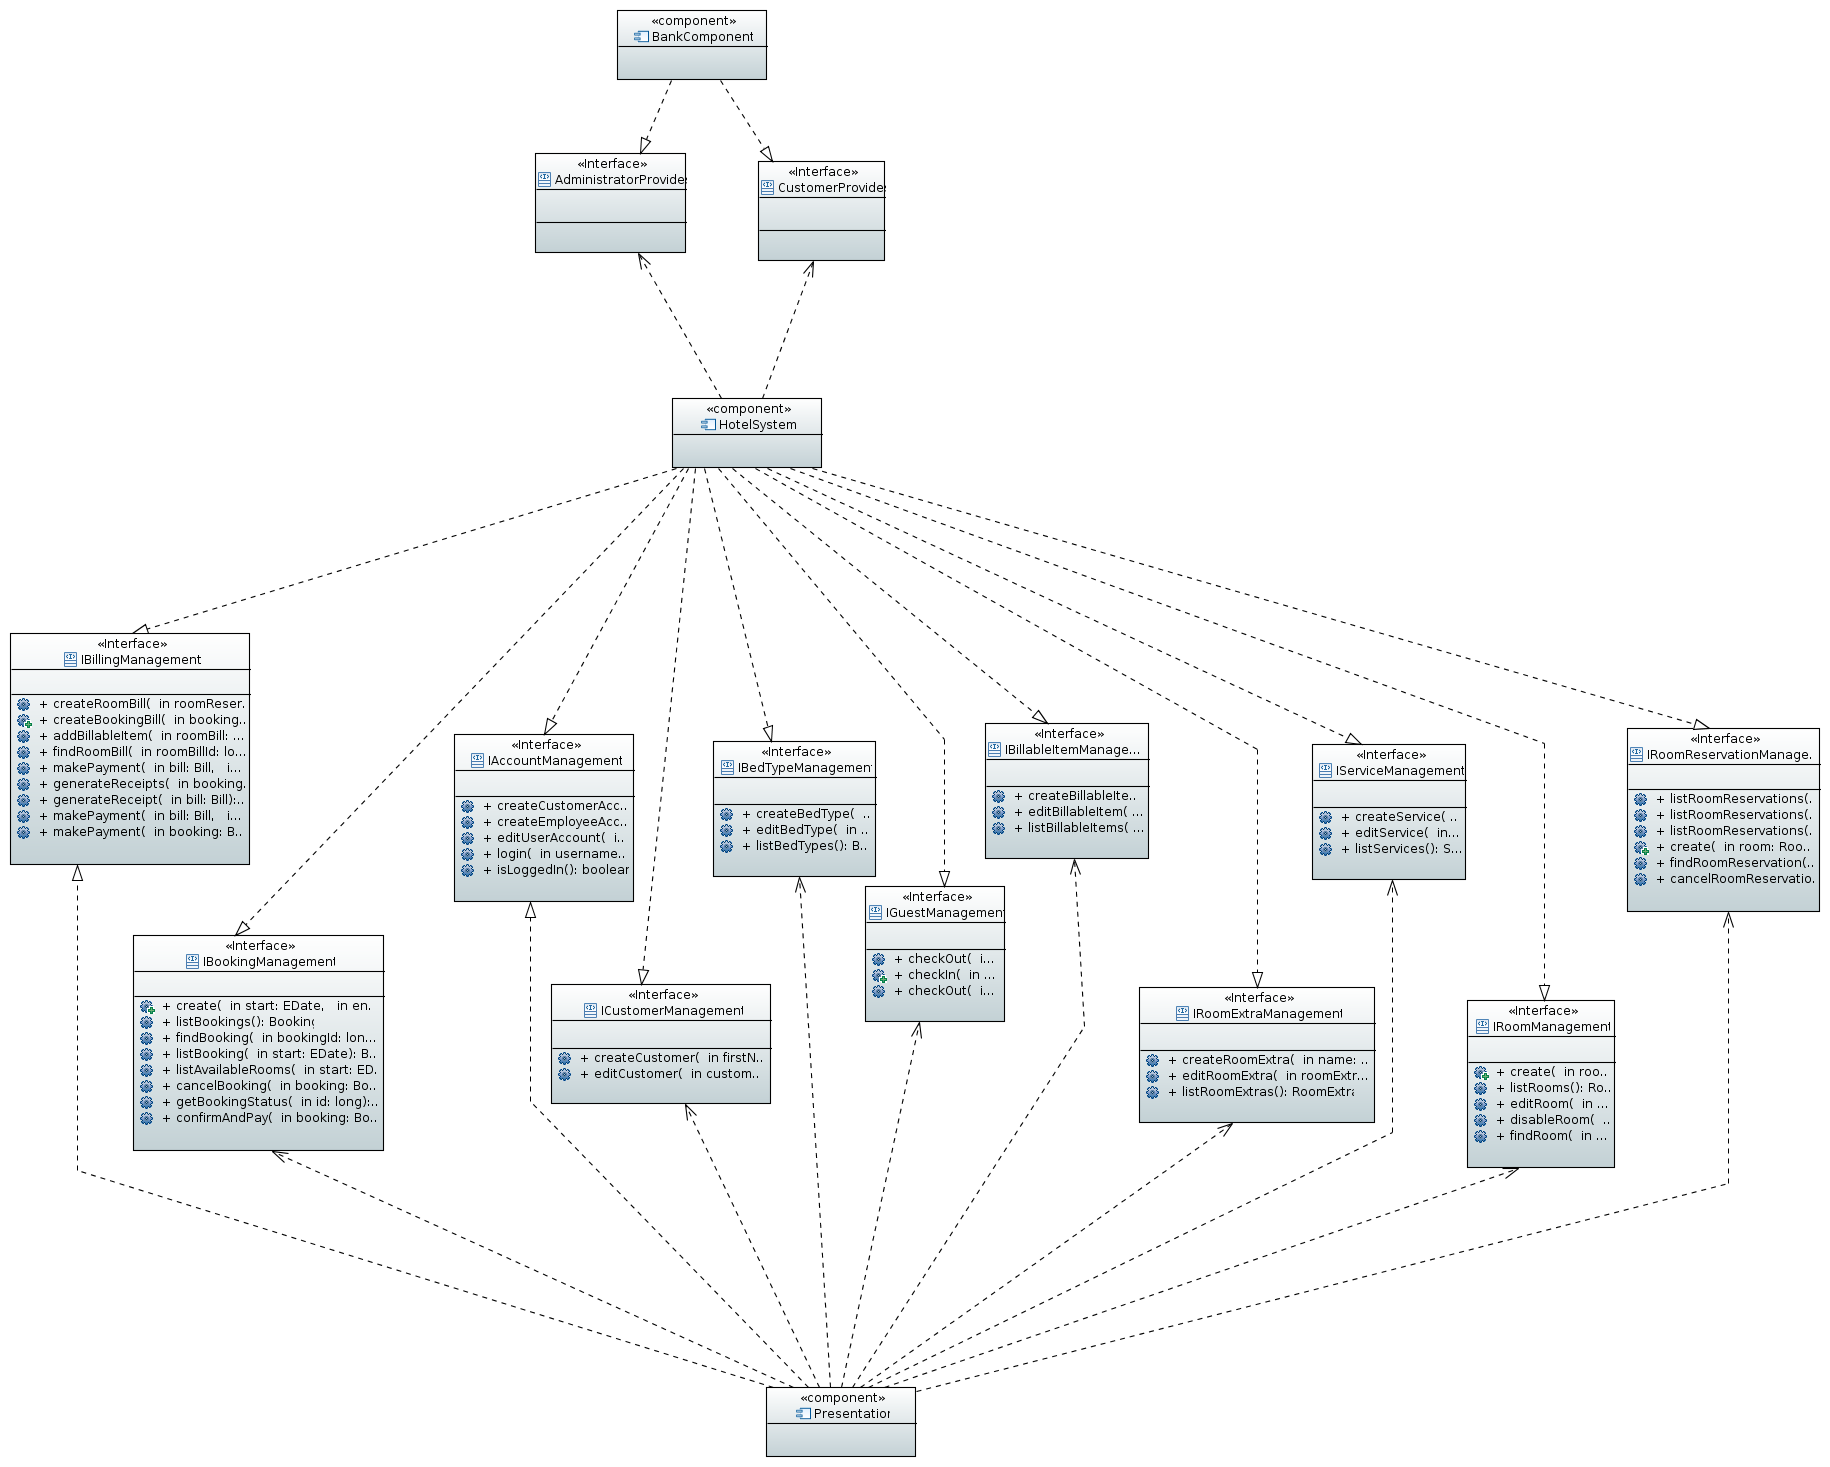 «component»
BankComponent
«Interface»
AdministratorProvides
«Interface»
CustomerProvides
«component»
HotelSystem
«Interface»
IBillingManagement
+ createRoomBill(  in roomReser..
+ createBookingBill(  in booking..
+ addBillableItem(  in roomBill: ...
+ findRoomBill(  in roomBillId: lo...
+ makePayment(  in bill: Bill,   i...
+ generateReceipts(  in booking..
+ generateReceipt(  in bill: Bill):...
+ makePayment(  in bill: Bill,   i...
+ makePayment(  in booking: B..
«Interface»
IBookingManagement
+ create(  in start: EDate,   in en..
+ listBookings(): Booking
+ findBooking(  in bookingId: lon...
+ listBooking(  in start: EDate): B..
+ listAvailableRooms(  in start: ED..
+ cancelBooking(  in booking: Bo..
+ getBookingStatus(  in id: long):...
+ confirmAndPay(  in booking: Bo..
«Interface»
IAccountManagement
+ createCustomerAcc..
+ createEmployeeAcc..
+ editUserAccount(  i...
+ login(  in username..
+ isLoggedIn(): boolean
«Interface»
ICustomerManagement
+ createCustomer(  in firstN..
+ editCustomer(  in custom..
«Interface»
IBedTypeManagement
+ createBedType(  ..
+ editBedType(  in ..
+ listBedTypes(): B..
«Interface»
IGuestManagement
+ checkOut(  i...
+ checkIn(  in ...
+ checkOut(  i...
«Interface»
IBillableItemManage...
+ createBillableIte..
+ editBillableItem( ...
+ listBillableItems( ...
«Interface»
IRoomExtraManagement
+ createRoomExtra(  in name: ..
+ editRoomExtra(  in roomExtr...
+ listRoomExtras(): RoomExtra
«Interface»
IServiceManagement
+ createService( ..
+ editService(  in...
+ listServices(): S...
«Interface»
IRoomManagement
+ create(  in roo..
+ listRooms(): Ro..
+ editRoom(  in ...
+ disableRoom(  ..
+ findRoom(  in ...
«Interface»
IRoomReservationManage..
+ listRoomReservations(..
+ listRoomReservations(..
+ listRoomReservations(..
+ create(  in room: Roo..
+ findRoomReservation(..
+ cancelRoomReservatio..
«component»
Presentation